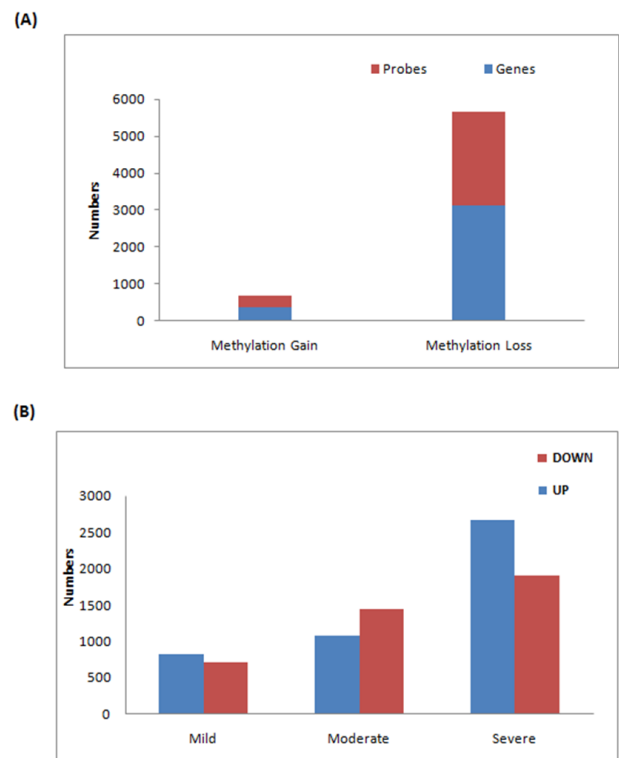 (A)
Probes Genes
6000
5000
4000
3000
2000
1000
0
Numbers
Methylation Gain Methylation Loss
(B)
DOWN
UP
3000
2500
2000
1500
1000
500
0
Numbers
Mild Moderate Severe